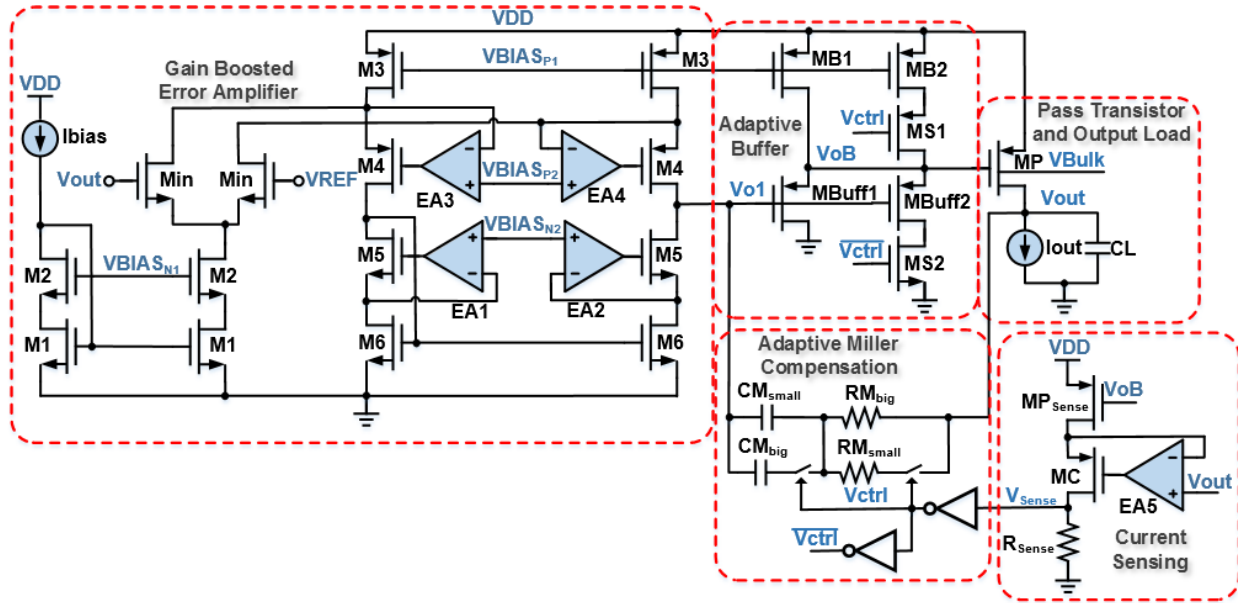 VDD
Gain Boosted
Error Amplifier
VDD
Ibias
Vout
Min
Min
VREF
M2
VBIASN1
M2
M1
M1
M3
VBIASP1
M3
M4
EA3
VBIASP2
EA4
M4
M5
EA1
VBIASN2
EA2
M5
M6
M6
MB1
MB2
Adaptive
Buffer
Vctrl
MS1
VoB
Vo1
MBuff1
MBuff2
Vctrl
MS2
Pass Transistor
and Output Load
MP
VBulk
Vout
Iout
CL
Adaptive Miller
Compensation
CMsmall
RMbig
CMbig
RMsmall
Vctrl
Vctrl
VDD
MPSense
VoB
MC
EA5
Vout
VSense
RSense
Current
Sensing